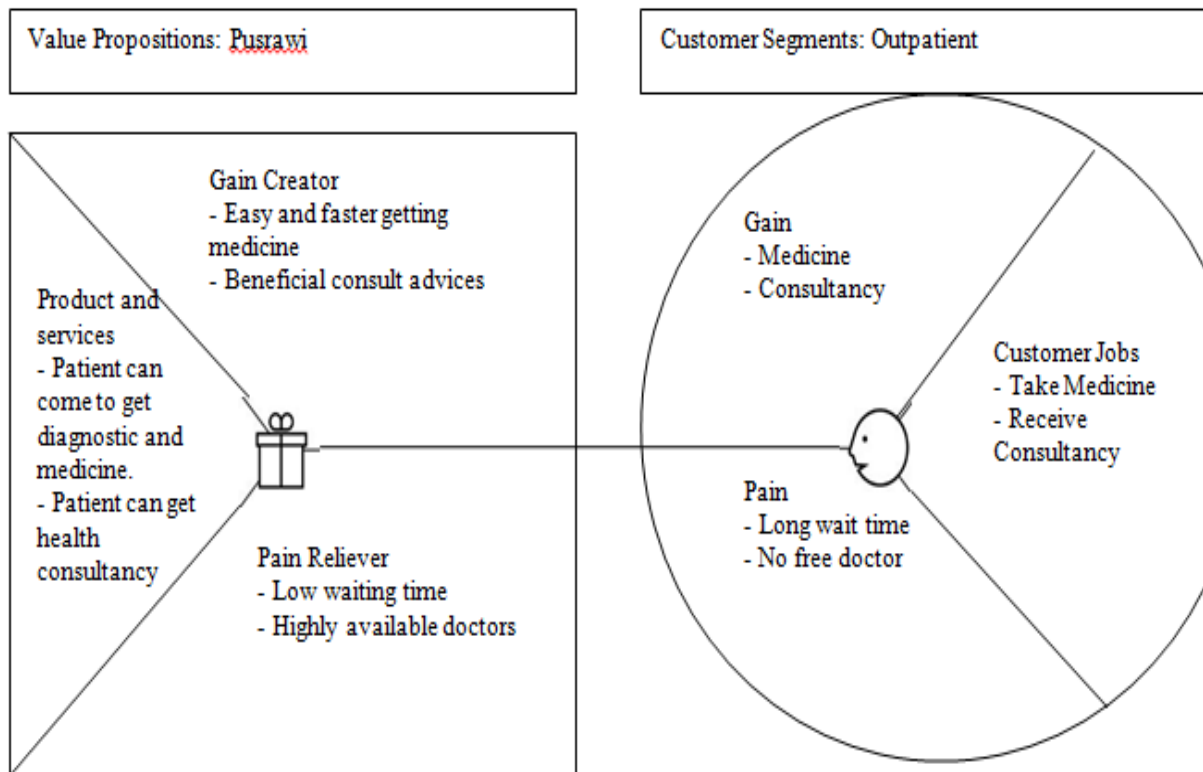 Value Propositions: Pusrawi
Customer Segments: Outpatient
Gain Creator
- Easy and faster getting
medicine
- Beneficial consult advices
Product and
services
- Patient can
come to get
diagnostic and
medicine.
- Patient can get
health
consultancy
Pain Reliever
- Low waiting time
- Highly available doctors
Gain
- Medicine
- Consultancy
Customer Jobs
- Take Medicine
- Receive
Consultancy
Pain
- Long wait time
- No free doctor